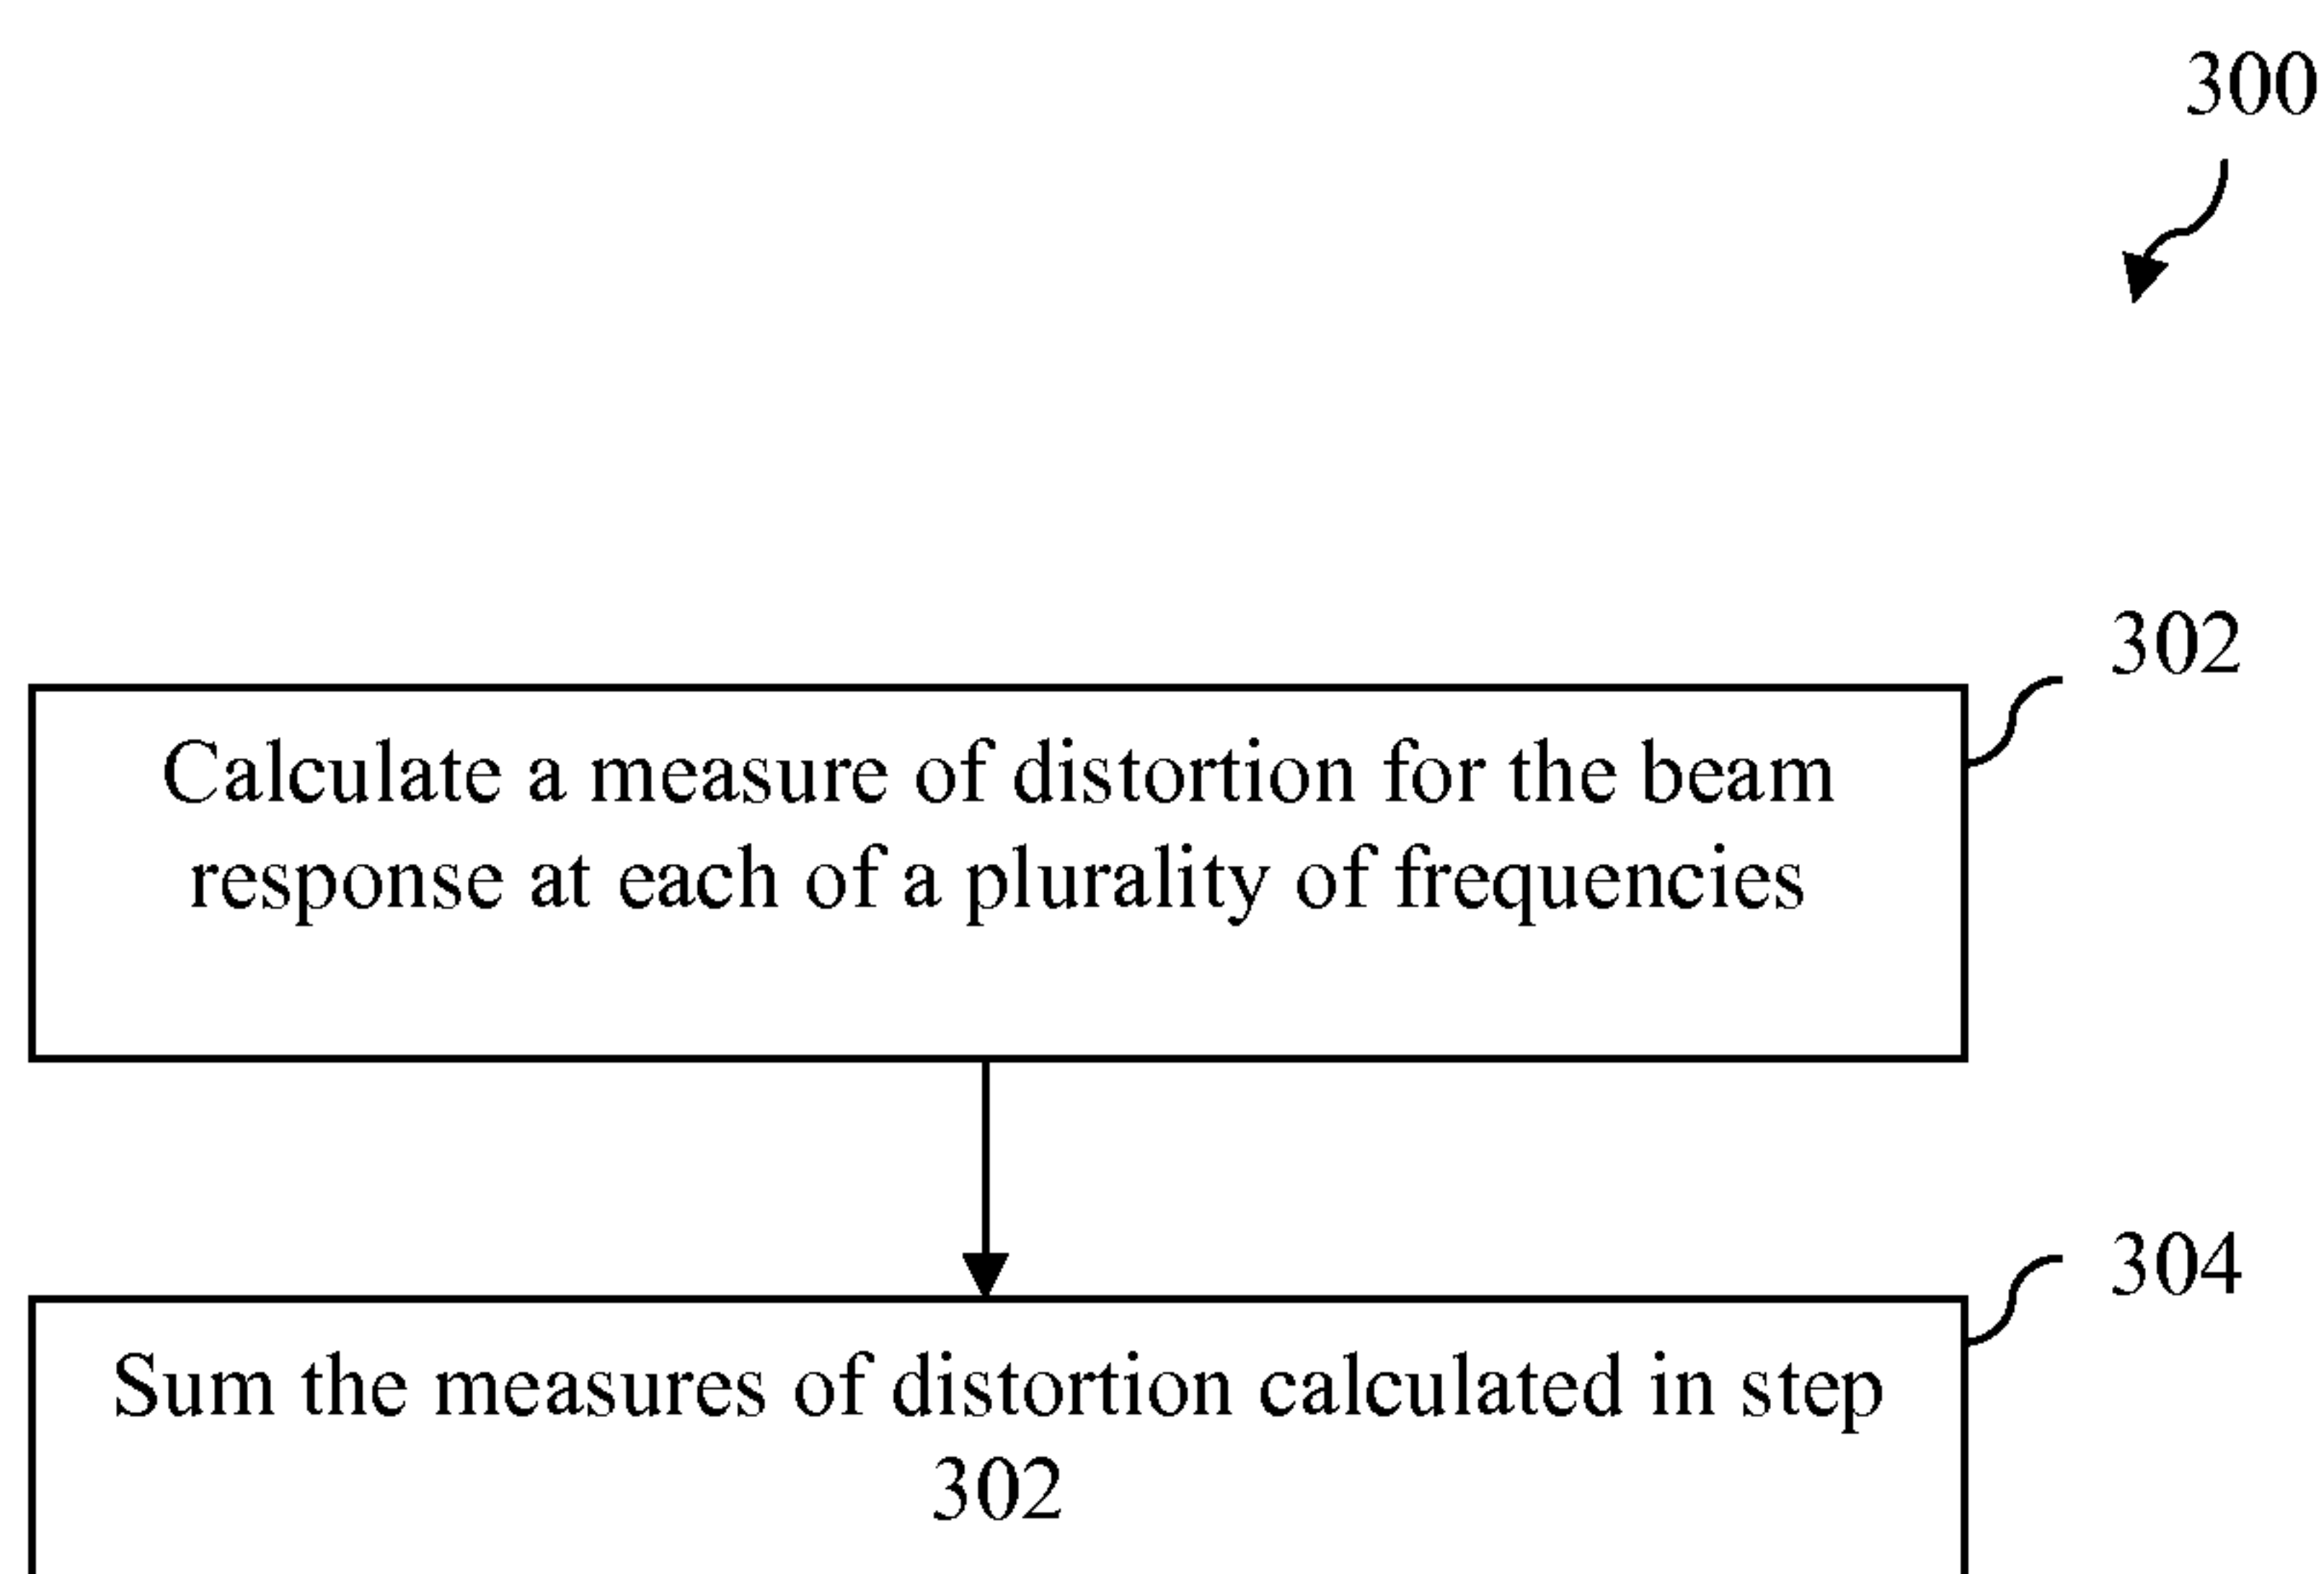 300
302
Calculate a measure of distortion for the beam
response at each of a plurality of frequencies
304
Sum the measures of distortion calculated in step
302